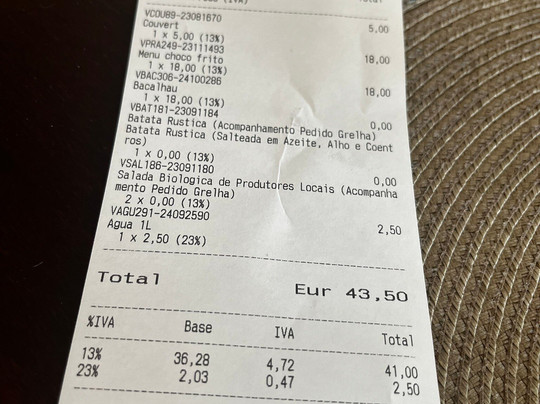 (IVA)
VCOU89-23081670
Couvert 5,00
1 x 5,00 (13%)
VPRA249-23111493
Menu choco frito 18,00
1 x 18,00 (13%)
VBAC306-24100286
Bacalhau 18,00
1 x 18,00 (13%)
VBAT181-23091184
Batata Rustica (Acompanhamento Pedido Grelha) 0,00
Batata Rustica (Salteada em Azeite, Alho e Coent
ros)
1 x 0,00 (13%)
VSAL186-23091180
Salada Biologica de Produtores Locais (Acompanha 0,00
mento Pedido Grelha)
2 x 0,00 (13%)
VAGU291-24092590
Agua 1L 2,50
1 x 2,50 (23%)
Total Eur 43,50
%IVA Base IVA Total
13% 36,28 4,72 41,00
23% 2,03 0,47 2,50